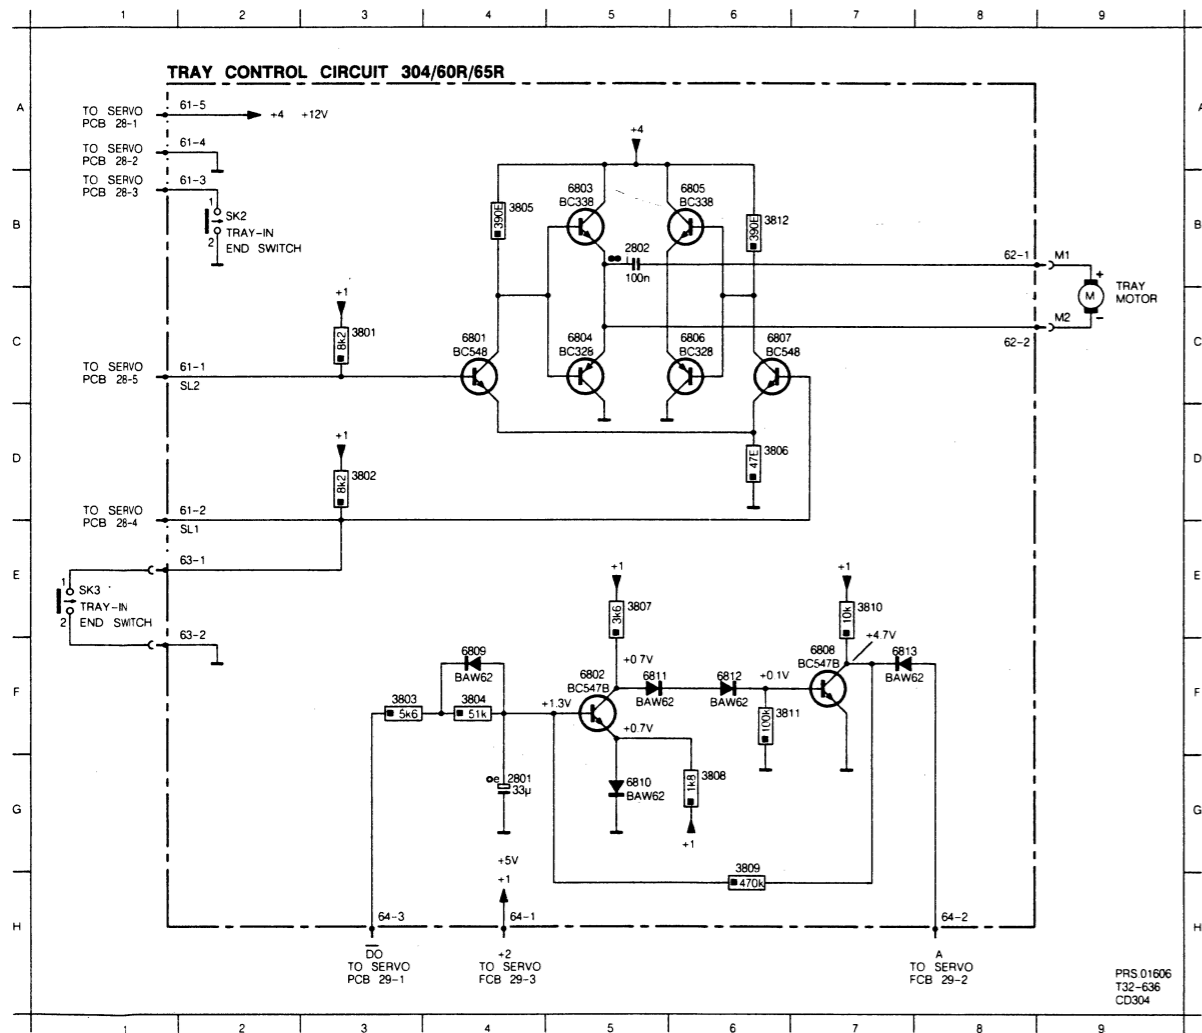 1 2 3 4 5 6 7 8 9
TRAY CONTROL CIRCUIT 304/60R/65R
A A
TO SERVO
PCB 28-1
61-5
+4 +12V
TO SERVO
PCB 28-2
61-4
TO SERVO
PCB 28-3
61-3
+4
B B
1
SK2
TRAY-IN
2 END SWITCH
390E
3805
6803
BC338
6805
BC338
390E
3812
2802
100n
62-1
M1
+
M
TRAY
MOTOR
-
M2
62-2
C C
+1
8k2
3801
6801
BC548
6804
BC328
6806
BC328
6807
BC548
TO SERVO
PCB 28-5
61-1
SL2
D D
+1
8k2
3802
47E
3806
TO SERVO
PCB 28-4
61-2
SL1
E E
63-1
1
SK3
TRAY-IN
2 END SWITCH
63-2
+1
3k6
3807
+1
10k
3810
+4.7V
F F
6809
BAW62
3803
5k6
3804
51k
+1.3V
6802
BC547B
+0.7V
6811
BAW62
6812
BAW62
+0.1V
6808
BC547B
6813
BAW62
100k
3811
+0.7V
G G
2801
33µ
6810
BAW62
1k8
3808
+1
+5V
+1
3809
470k
H H
64-3
64-1
64-2
DO
TO SERVO
PCB 29-1
+2
TO SERVO
FCB 29-3
A
TO SERVO
FCB 29-2
PRS 01606
T32-636
CD304
1 2 3 4 5 6 7 8 9